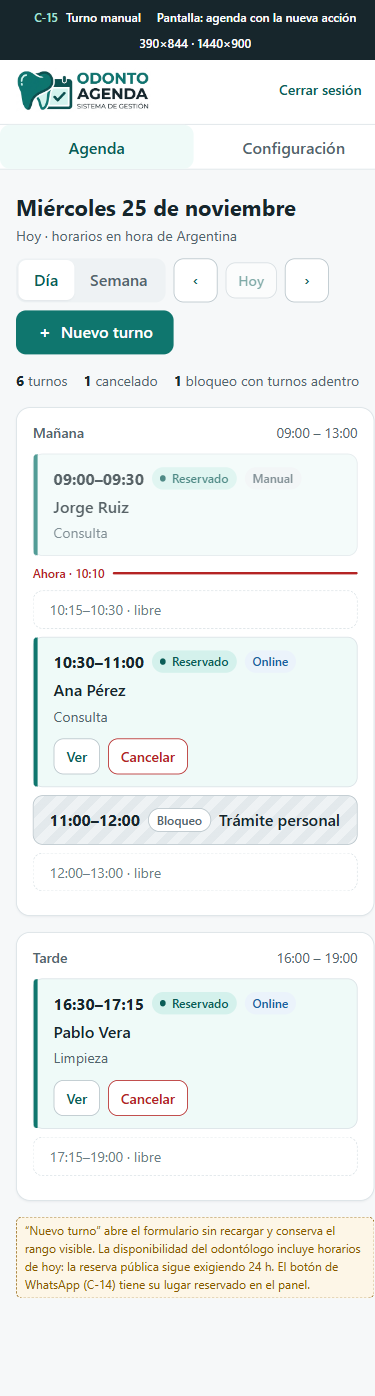 C-15 Turno manual Pantalla: agenda con la nueva acción
390×844 · 1440×900
ODONTO
AGENDA
SISTEMA DE GESTIÓN
Cerrar sesión
Agenda Configuración
Miércoles 25 de noviembre
Hoy · horarios en hora de Argentina
Día Semana ‹ Hoy ›
+ Nuevo turno
6 turnos 1 cancelado 1 bloqueo con turnos adentro
Mañana 09:00 – 13:00
09:00–09:30 Reservado Manual
Jorge Ruiz
Consulta
Ahora · 10:10
10:15–10:30 · libre
10:30–11:00 Reservado Online
Ana Pérez
Consulta
Ver Cancelar
11:00–12:00 Bloqueo Trámite personal
12:00–13:00 · libre
Tarde 16:00 – 19:00
16:30–17:15 Reservado Online
Pablo Vera
Limpieza
Ver Cancelar
17:15–19:00 · libre
“Nuevo turno” abre el formulario sin recargar y conserva el
rango visible. La disponibilidad del odontólogo incluye horarios
de hoy: la reserva pública sigue exigiendo 24 h. El botón de
WhatsApp (C-14) tiene su lugar reservado en el panel.